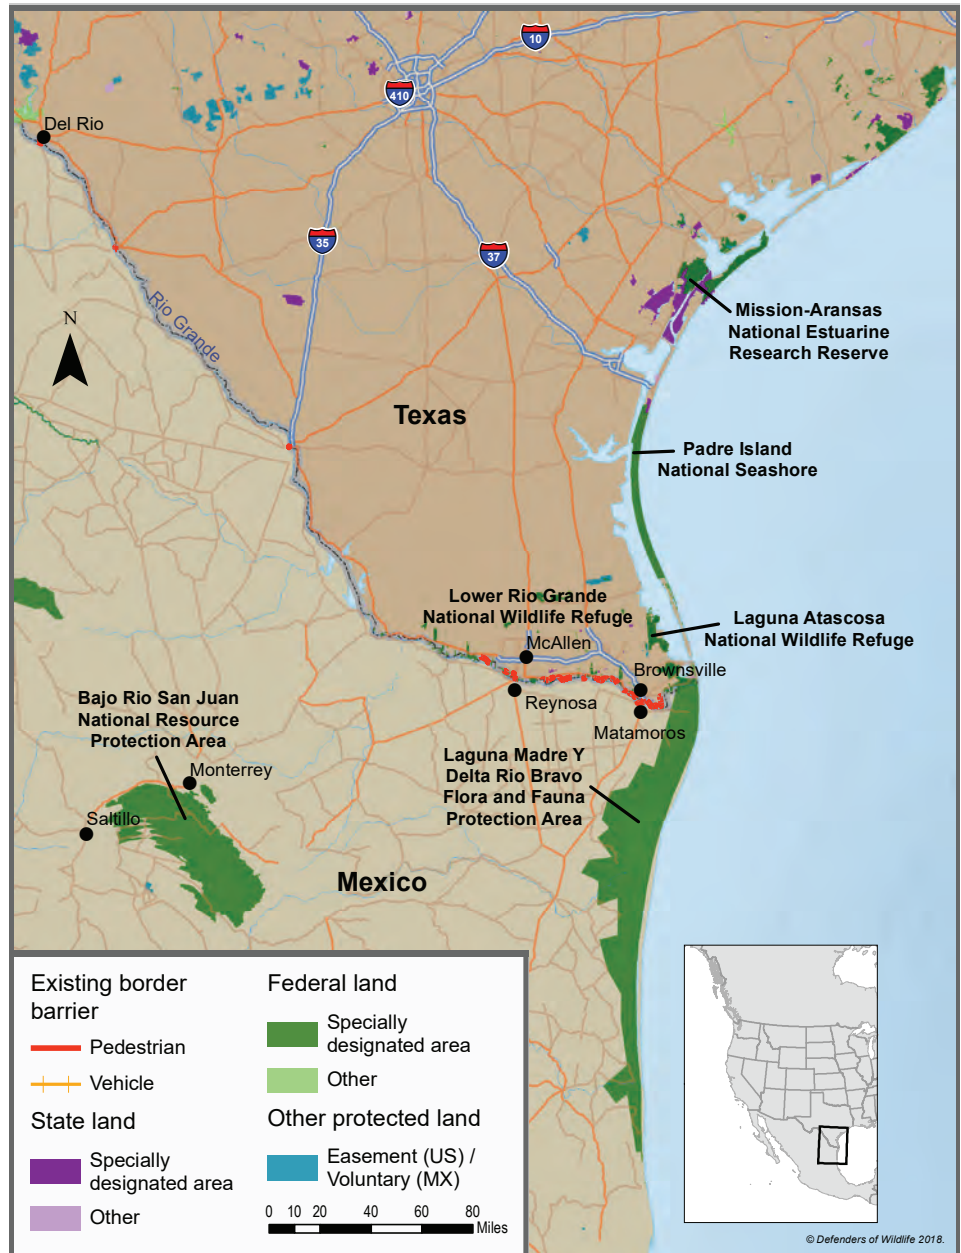 10
410
Del Rio
35
37
Rio Grande
N
Mission-Aransas
National Estuarine
Research Reserve
Texas
Padre Island
National Seashore
Lower Rio Grande
National Wildlife Refuge
McAllen
Laguna Atascosa
National Wildlife Refuge
Brownsville
Reynosa
Matamoros
Bajo Rio San Juan
National Resource
Protection Area
Monterrey
Saltillo
Laguna Madre Y
Delta Rio Bravo
Flora and Fauna
Protection Area
Mexico
Existing border
barrier
Pedestrian
Vehicle
State land
Specially
designated area
Other
Federal land
Specially
designated area
Other
Other protected land
Easement (US) /
Voluntary (MX)
0 10 20 40 60 80
Miles
© Defenders of Wildlife 2018.